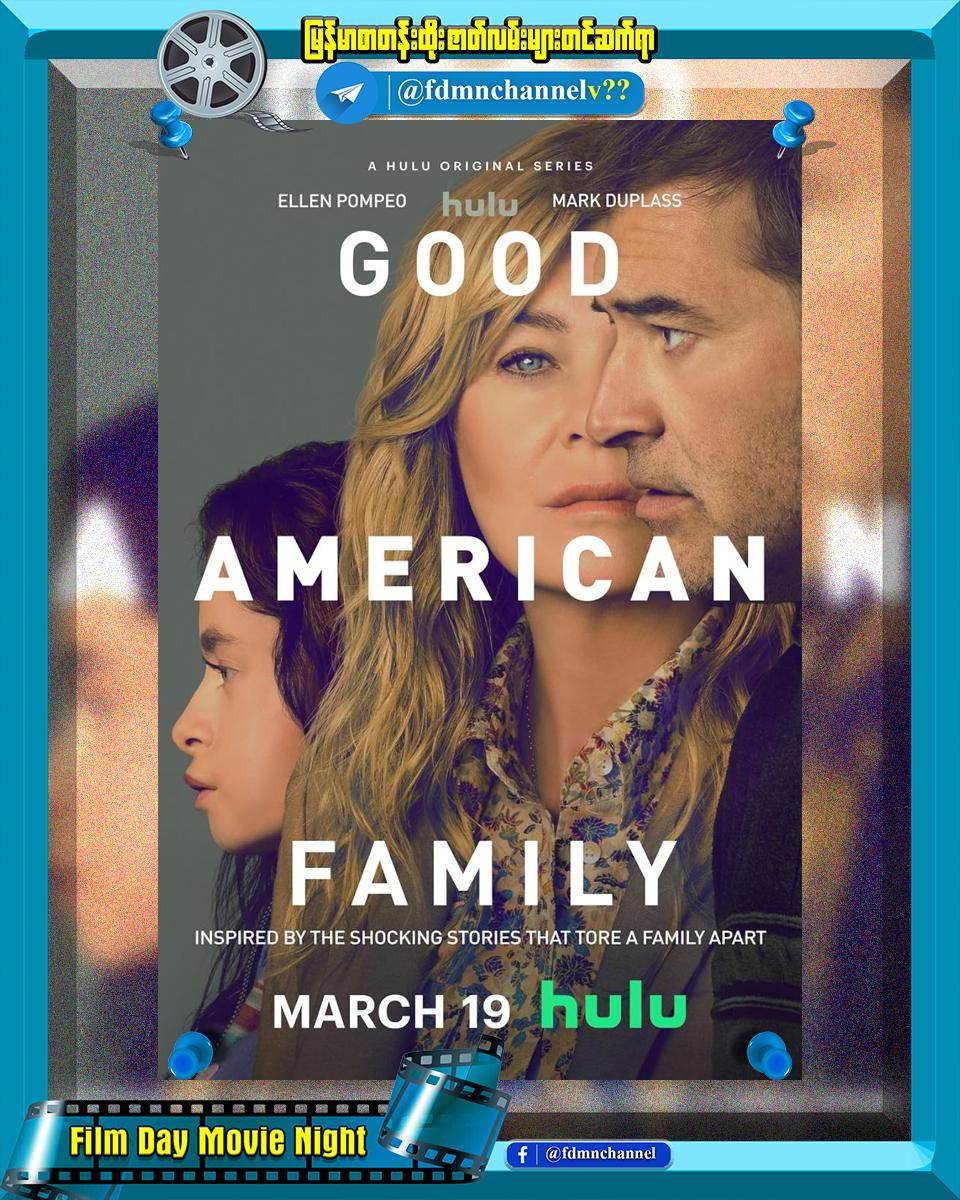 မြန်မာစာတန်းထိုးဇာတ်လမ်းများတင်ဆက်ရာ
@fdmnchannelv??
A HULU ORIGINAL SERIES
ELLEN POMPEO hulu MARK DUPLASS
GOOD
AMERICAN
FAMILY
INSPIRED BY THE SHOCKING STORIES THAT TORE A FAMILY APART
MARCH 19 hulu
Film Day Movie Night
f @fdmnchannel